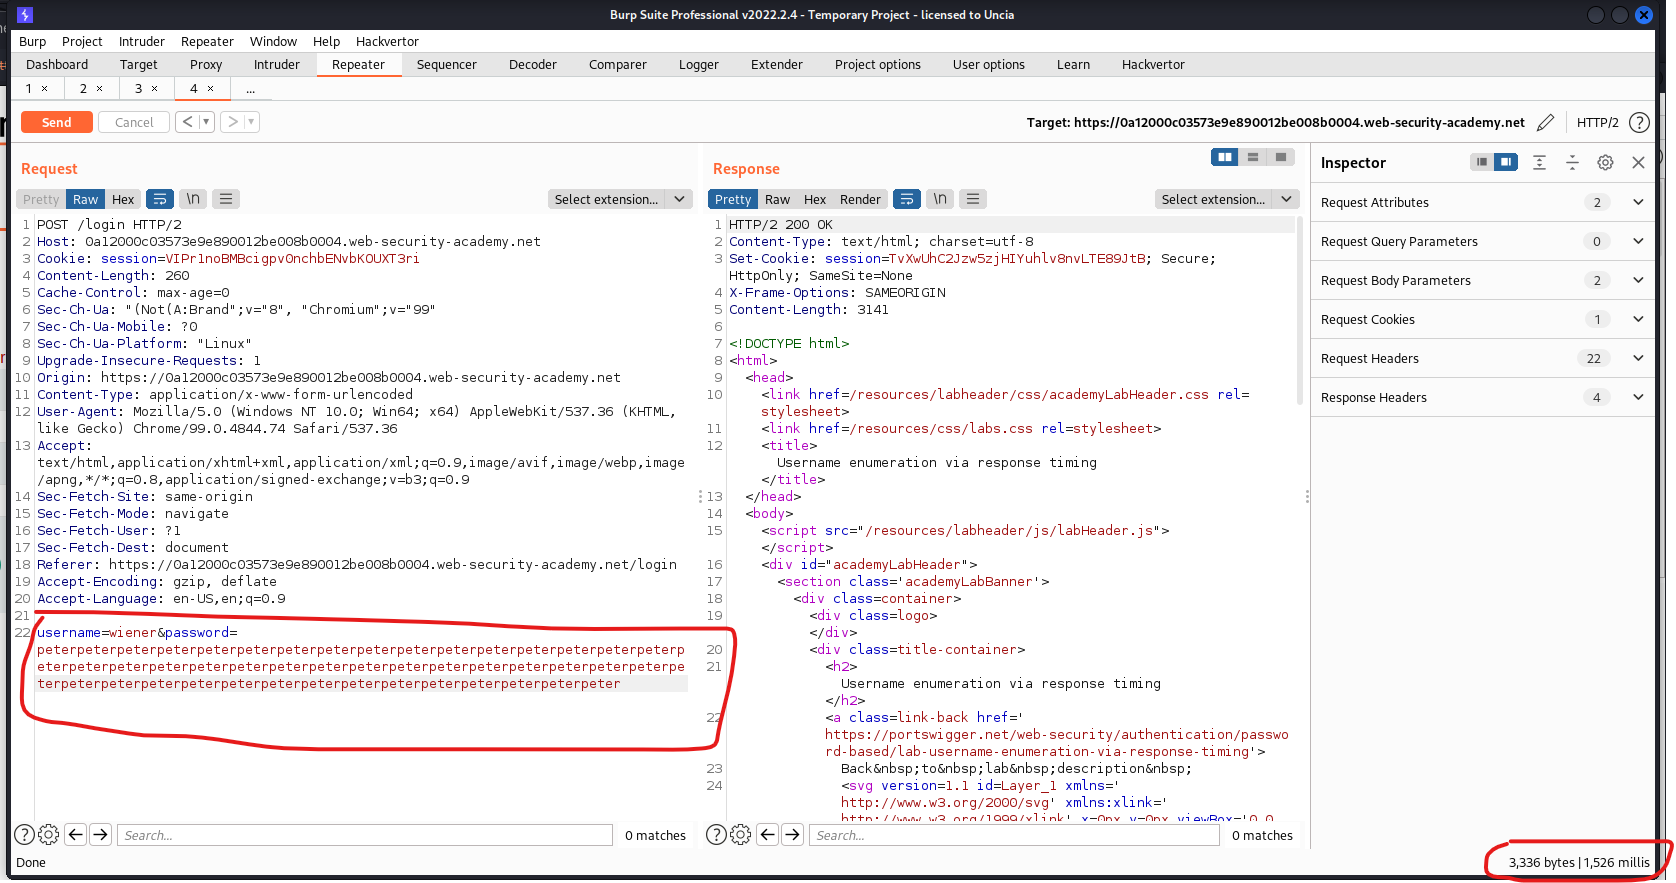 Burp Suite Professional v2022.2.4 - Temporary Project - licensed to Uncia
Burp Project Intruder Repeater Window Help Hackvertor
Dashboard Target Proxy Intruder Repeater Sequencer Decoder Comparer Logger Extender Project options User options Learn Hackvertor
1 × 2 × 3 × 4 × ...
Send Cancel < ▾ > ▾ Target: https://0a12000c03573e9e890012be008b0004.web-security-academy.net HTTP/2 ?
Request
Pretty Raw Hex \n Select extension...
1 POST /login HTTP/2
2 Host: 0a12000c03573e9e890012be008b0004.web-security-academy.net
3 Cookie: session=VIPr1noBMBcigpv0nchbENvbKOUXT3ri
4 Content-Length: 260
5 Cache-Control: max-age=0
6 Sec-Ch-Ua: "(Not(A:Brand";v="8", "Chromium";v="99"
7 Sec-Ch-Ua-Mobile: ?0
8 Sec-Ch-Ua-Platform: "Linux"
9 Upgrade-Insecure-Requests: 1
10 Origin: https://0a12000c03573e9e890012be008b0004.web-security-academy.net
11 Content-Type: application/x-www-form-urlencoded
12 User-Agent: Mozilla/5.0 (Windows NT 10.0; Win64; x64) AppleWebKit/537.36 (KHTML,
like Gecko) Chrome/99.0.4844.74 Safari/537.36
13 Accept:
text/html,application/xhtml+xml,application/xml;q=0.9,image/avif,image/webp,image
/apng,*/*;q=0.8,application/signed-exchange;v=b3;q=0.9
14 Sec-Fetch-Site: same-origin
15 Sec-Fetch-Mode: navigate
16 Sec-Fetch-User: ?1
17 Sec-Fetch-Dest: document
18 Referer: https://0a12000c03573e9e890012be008b0004.web-security-academy.net/login
19 Accept-Encoding: gzip, deflate
20 Accept-Language: en-US,en;q=0.9
21
22 username=wiener&password=
peterpeterpeterpeterpeterpeterpeterpeterpeterpeterpeterpeterpeterpeterpeterpeterp
eterpeterpeterpeterpeterpeterpeterpeterpeterpeterpeterpeterpeterpeterpeterpeterpe
terpeterpeterpeterpeterpeterpeterpeterpeterpeterpeterpeterpeterpeterpeter
? Search... 0 matches
Response
Pretty Raw Hex Render \n Select extension...
1 HTTP/2 200 OK
2 Content-Type: text/html; charset=utf-8
3 Set-Cookie: session=TvXwUhC2Jzw5zjHIYuhlv8nvLTE89JtB; Secure;
HttpOnly; SameSite=None
4 X-Frame-Options: SAMEORIGIN
5 Content-Length: 3141
6
7 <!DOCTYPE html>
8 <html>
9 <head>
10 <link href=/resources/labheader/css/academyLabHeader.css rel=
stylesheet>
11 <link href=/resources/css/labs.css rel=stylesheet>
12 <title>
Username enumeration via response timing
</title>
13 </head>
14 <body>
15 <script src="/resources/labheader/js/labHeader.js">
</script>
16 <div id="academyLabHeader">
17 <section class='academyLabBanner'>
18 <div class=container>
19 <div class=logo>
</div>
20 <div class=title-container>
21 <h2>
Username enumeration via response timing
</h2>
22 <a class=link-back href='
https://portswigger.net/web-security/authentication/passwo
rd-based/lab-username-enumeration-via-response-timing'>
23 Back&nbsp;to&nbsp;lab&nbsp;description&nbsp;
24 <svg version=1.1 id=Layer_1 xmlns='
http://www.w3.org/2000/svg' xmlns:xlink='
http://www.w3.org/1999/xlink' x=0px y=0px viewBox='0 0
? Search... 0 matches
Inspector
Request Attributes 2
Request Query Parameters 0
Request Body Parameters 2
Request Cookies 1
Request Headers 22
Response Headers 4
Done 3,336 bytes | 1,526 millis